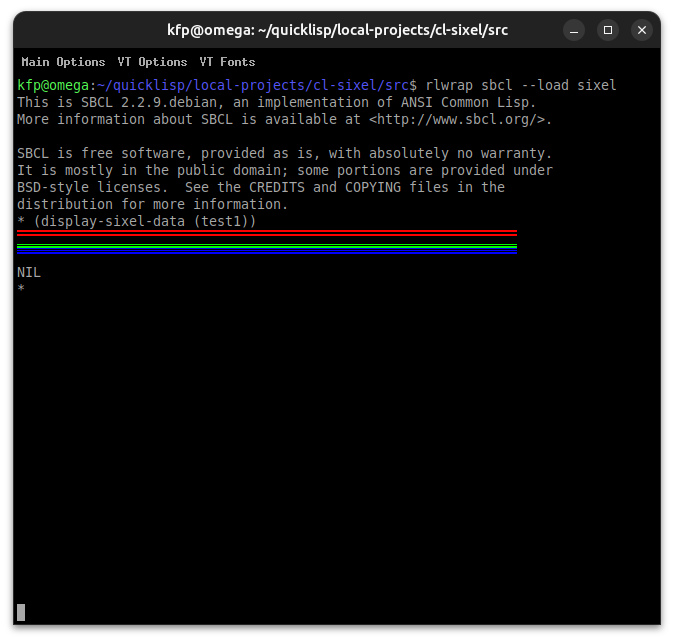 kfp@omega: ~/quicklisp/local-projects/cl-sixel/src
Main Options  VT Options  VT Fonts
kfp@omega:~/quicklisp/local-projects/cl-sixel/src$ rlwrap sbcl --load sixel
This is SBCL 2.2.9.debian, an implementation of ANSI Common Lisp.
More information about SBCL is available at <http://www.sbcl.org/>.
SBCL is free software, provided as is, with absolutely no warranty.
It is mostly in the public domain; some portions are provided under
BSD-style licenses.  See the CREDITS and COPYING files in the
distribution for more information.
* (display-sixel-data (test1))
NIL
*